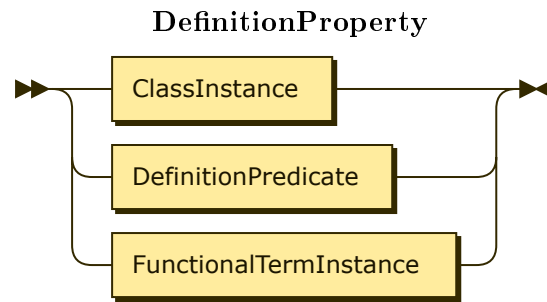 DefinitionProperty
ClassInstance
DefinitionPredicate
FunctionalTermInstance